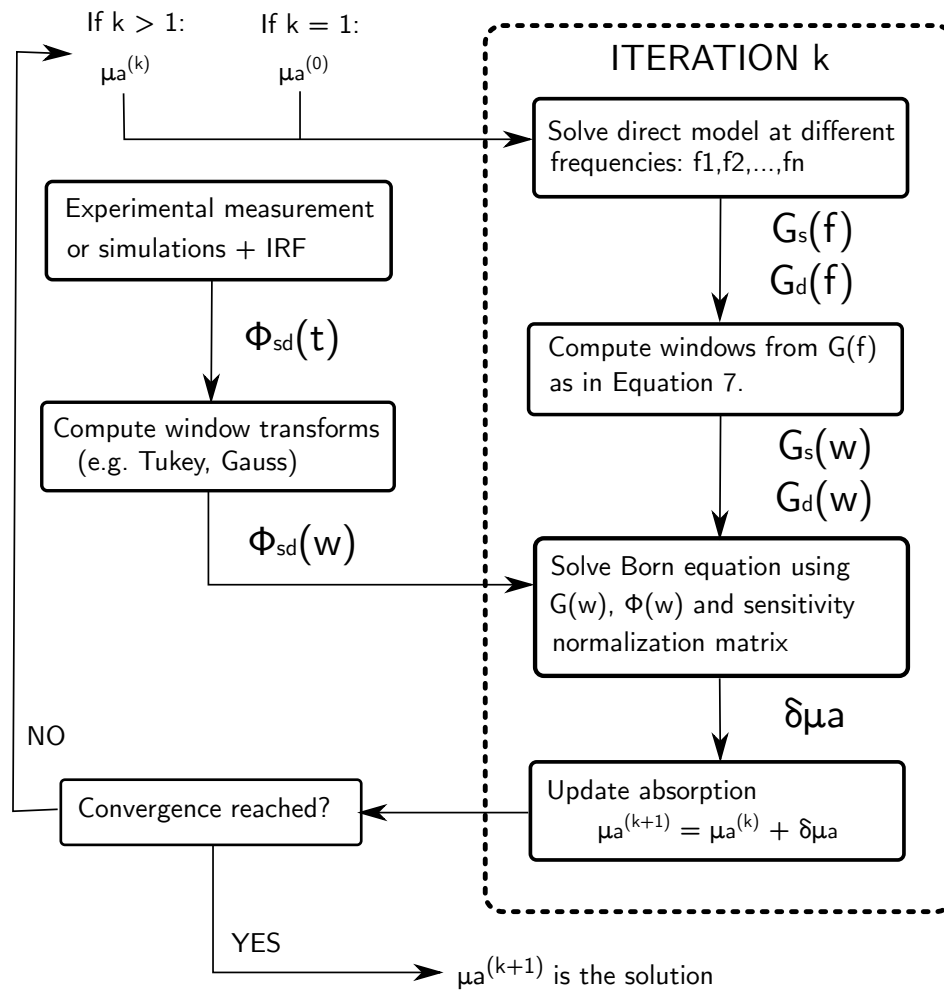 If k > 1:
μa^(k)
If k = 1:
μa^(0)
ITERATION k
Solve direct model at different
frequencies: f1,f2,...,fn
Gs(f)
Gd(f)
Experimental measurement
or simulations + IRF
Φsd(t)
Compute windows from G(f)
as in Equation 7.
Compute window transforms
(e.g. Tukey, Gauss)
Gs(w)
Gd(w)
Φsd(w)
Solve Born equation using
G(w), Φ(w) and sensitivity
normalization matrix
δμa
NO
Update absorption
μa^(k+1) = μa^(k) + δμa
Convergence reached?
YES
μa^(k+1) is the solution